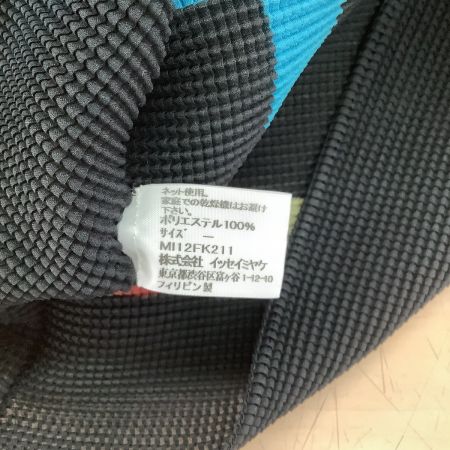 ネット使用。
家庭での乾燥機はお避け
下さい。
ポリエステル100%
サイズ ―
MI12FK211
株式会社 イッセイミヤケ
東京都渋谷区富ヶ谷 1-12-10
フィリピン製